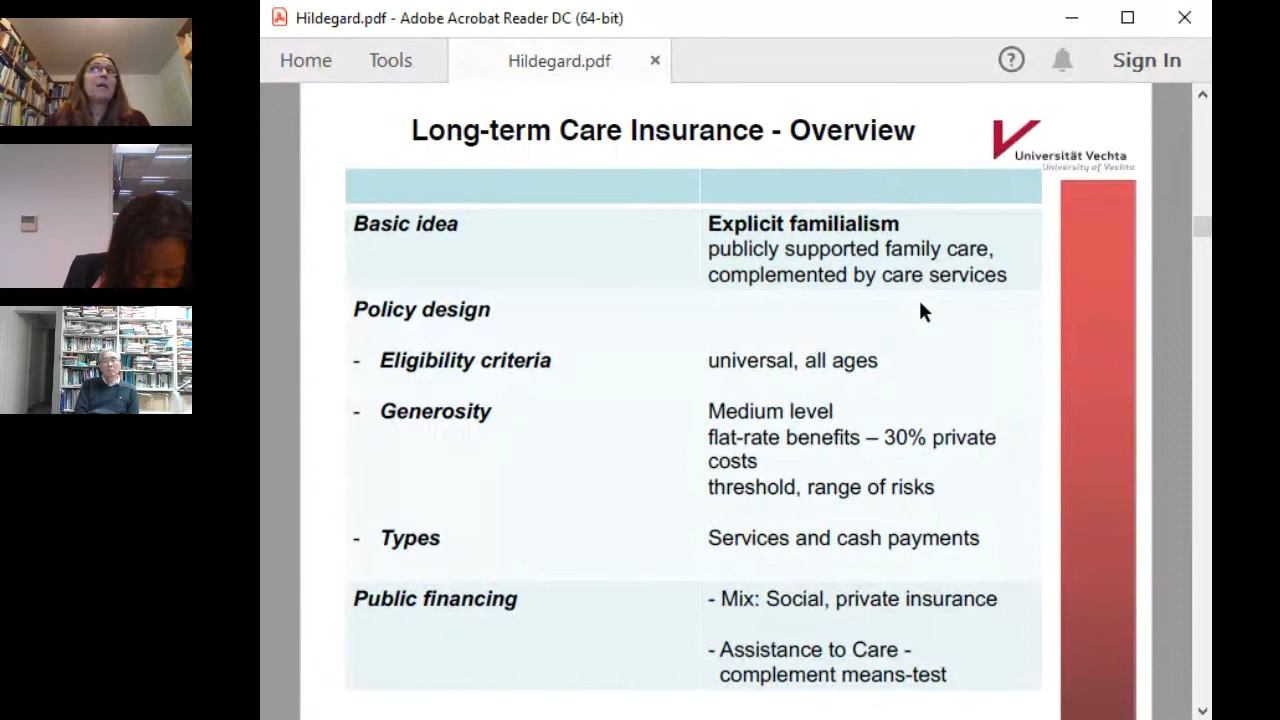 Hildegard.pdf - Adobe Acrobat Reader DC (64-bit)
Home Tools Hildegard.pdf × ? Sign In
Long-term Care Insurance - Overview
Universität Vechta
University of Vechta
Basic idea
Explicit familialism
publicly supported family care,
complemented by care services
Policy design
- Eligibility criteria
universal, all ages
- Generosity
Medium level
flat-rate benefits – 30% private
costs
threshold, range of risks
- Types
Services and cash payments
Public financing
- Mix: Social, private insurance
- Assistance to Care -
complement means-test